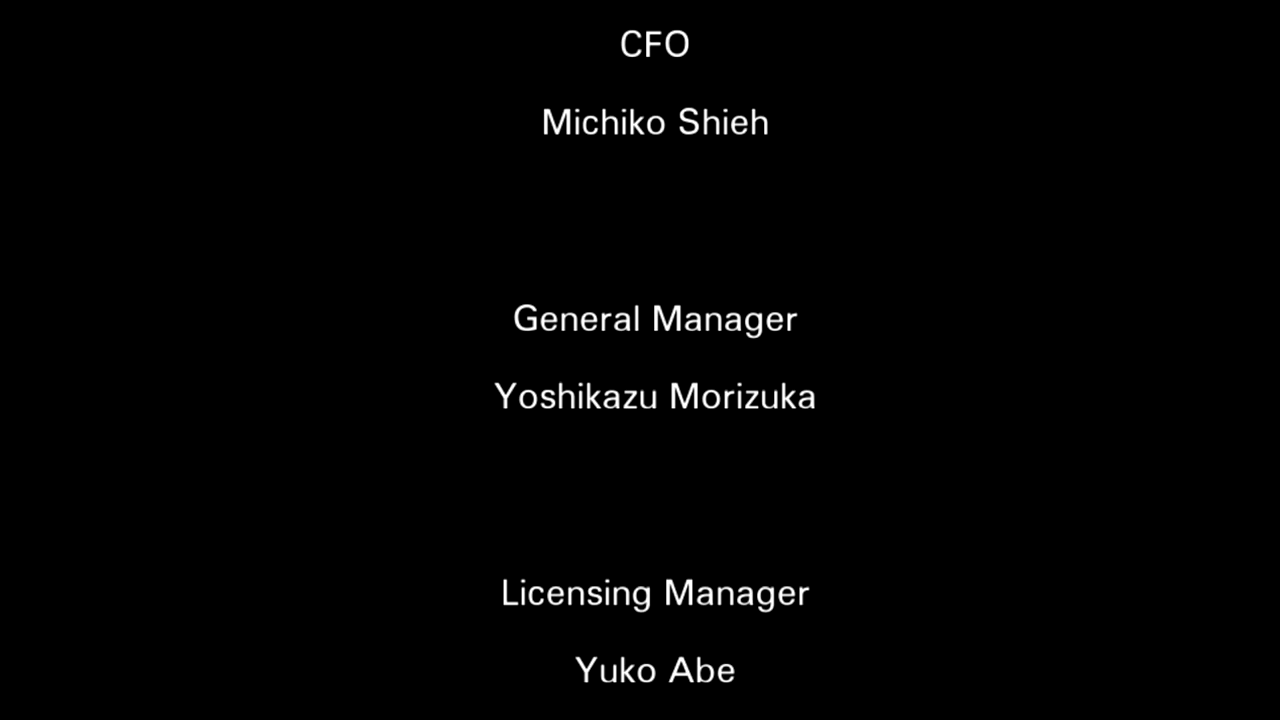 CFO
Michiko Shieh
General Manager
Yoshikazu Morizuka
Licensing Manager
Yuko Abe